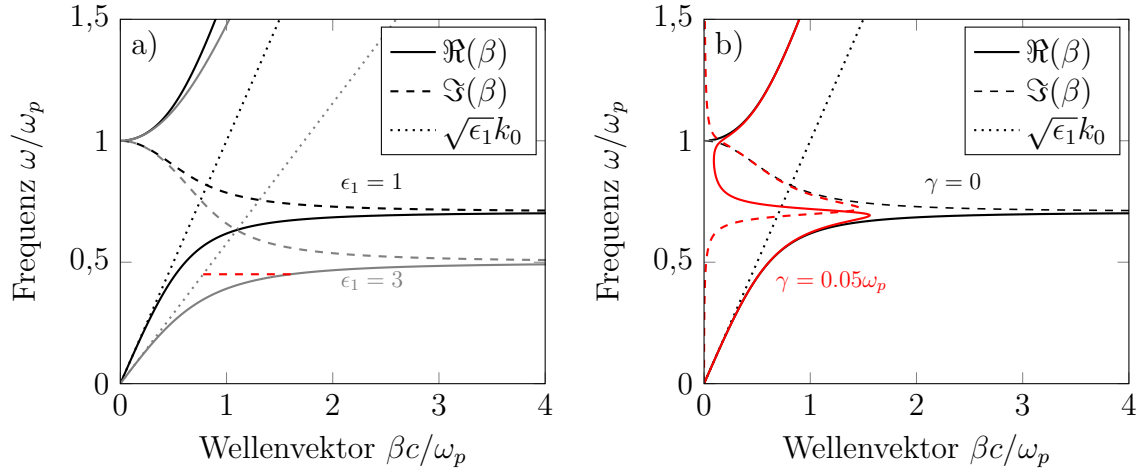 a)
ℜ(β)
ℑ(β)
√ϵ₁k₀
ϵ₁ = 1
ϵ₁ = 3
1,5
1
0,5
0
0
1
2
3
4
Frequenz ω/ωₚ
Wellenvektor βc/ωₚ
b)
ℜ(β)
ℑ(β)
√ϵ₁k₀
γ = 0
γ = 0.05ωₚ
1,5
1
0,5
0
0
1
2
3
4
Frequenz ω/ωₚ
Wellenvektor βc/ωₚ